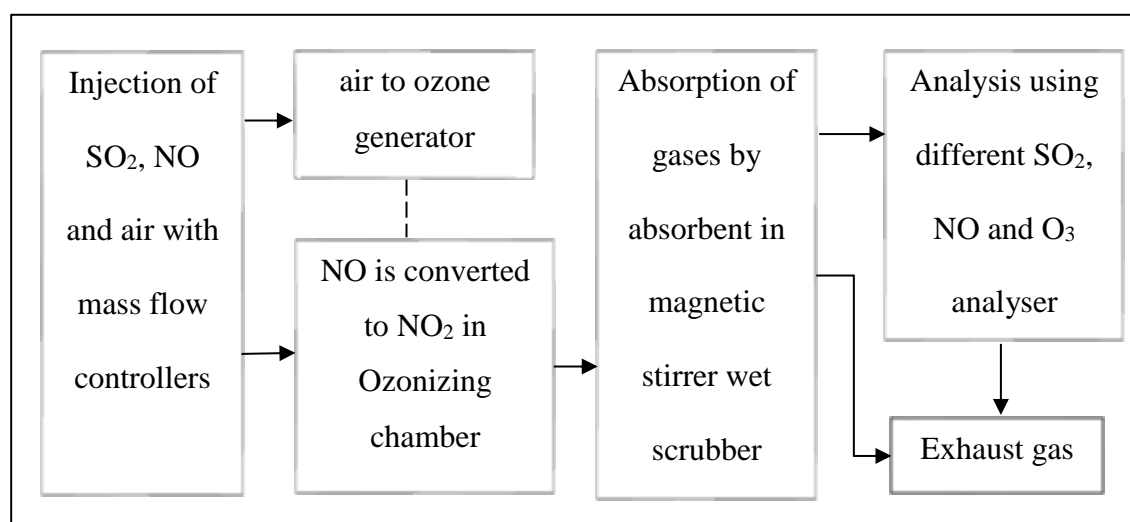 Injection of
SO₂, NO
and air with
mass flow
controllers
air to ozone
generator
NO is converted
to NO₂ in
Ozonizing
chamber
Absorption of
gases by
absorbent in
magnetic
stirrer wet
scrubber
Analysis using
different SO₂,
NO and O₃
analyser
Exhaust gas